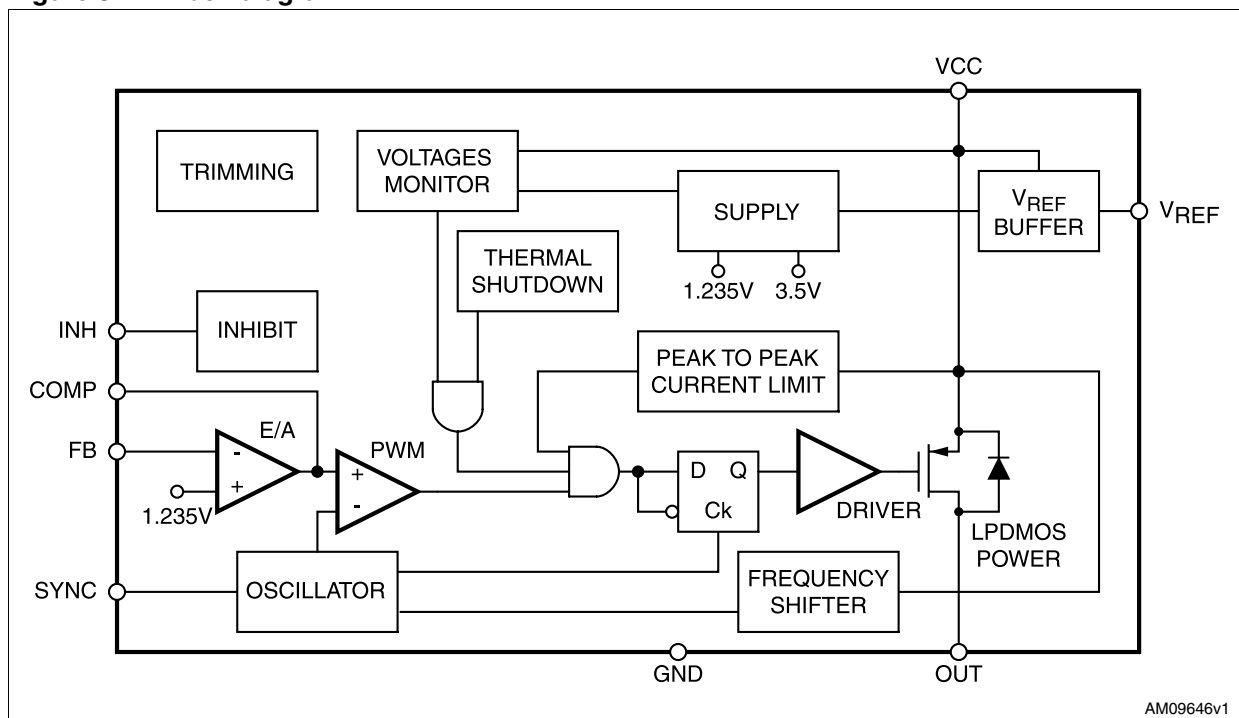 VCC
TRIMMING
VOLTAGES
MONITOR
SUPPLY
VREF
BUFFER
VREF
THERMAL
SHUTDOWN
1.235V
3.5V
INH
INHIBIT
PEAK TO PEAK
CURRENT LIMIT
COMP
E/A
FB
-
+
1.235V
PWM
+
-
D
Q
Ck
DRIVER
LPDMOS
POWER
SYNC
OSCILLATOR
FREQUENCY
SHIFTER
GND
OUT
AM09646v1